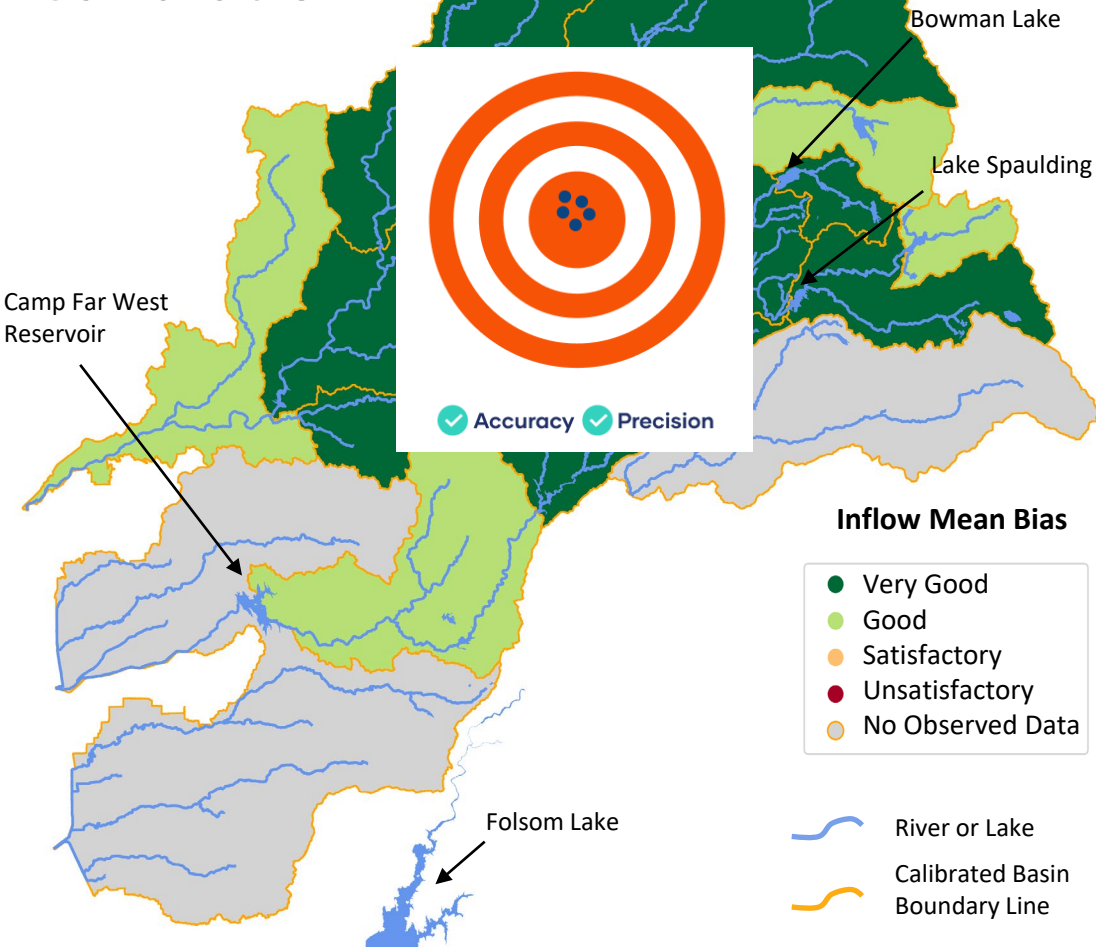 Bowman Lake
Lake Spaulding
Camp Far West
Reservoir
Accuracy Precision
Inflow Mean Bias
Very Good
Good
Satisfactory
Unsatisfactory
No Observed Data
Folsom Lake
River or Lake
Calibrated Basin
Boundary Line